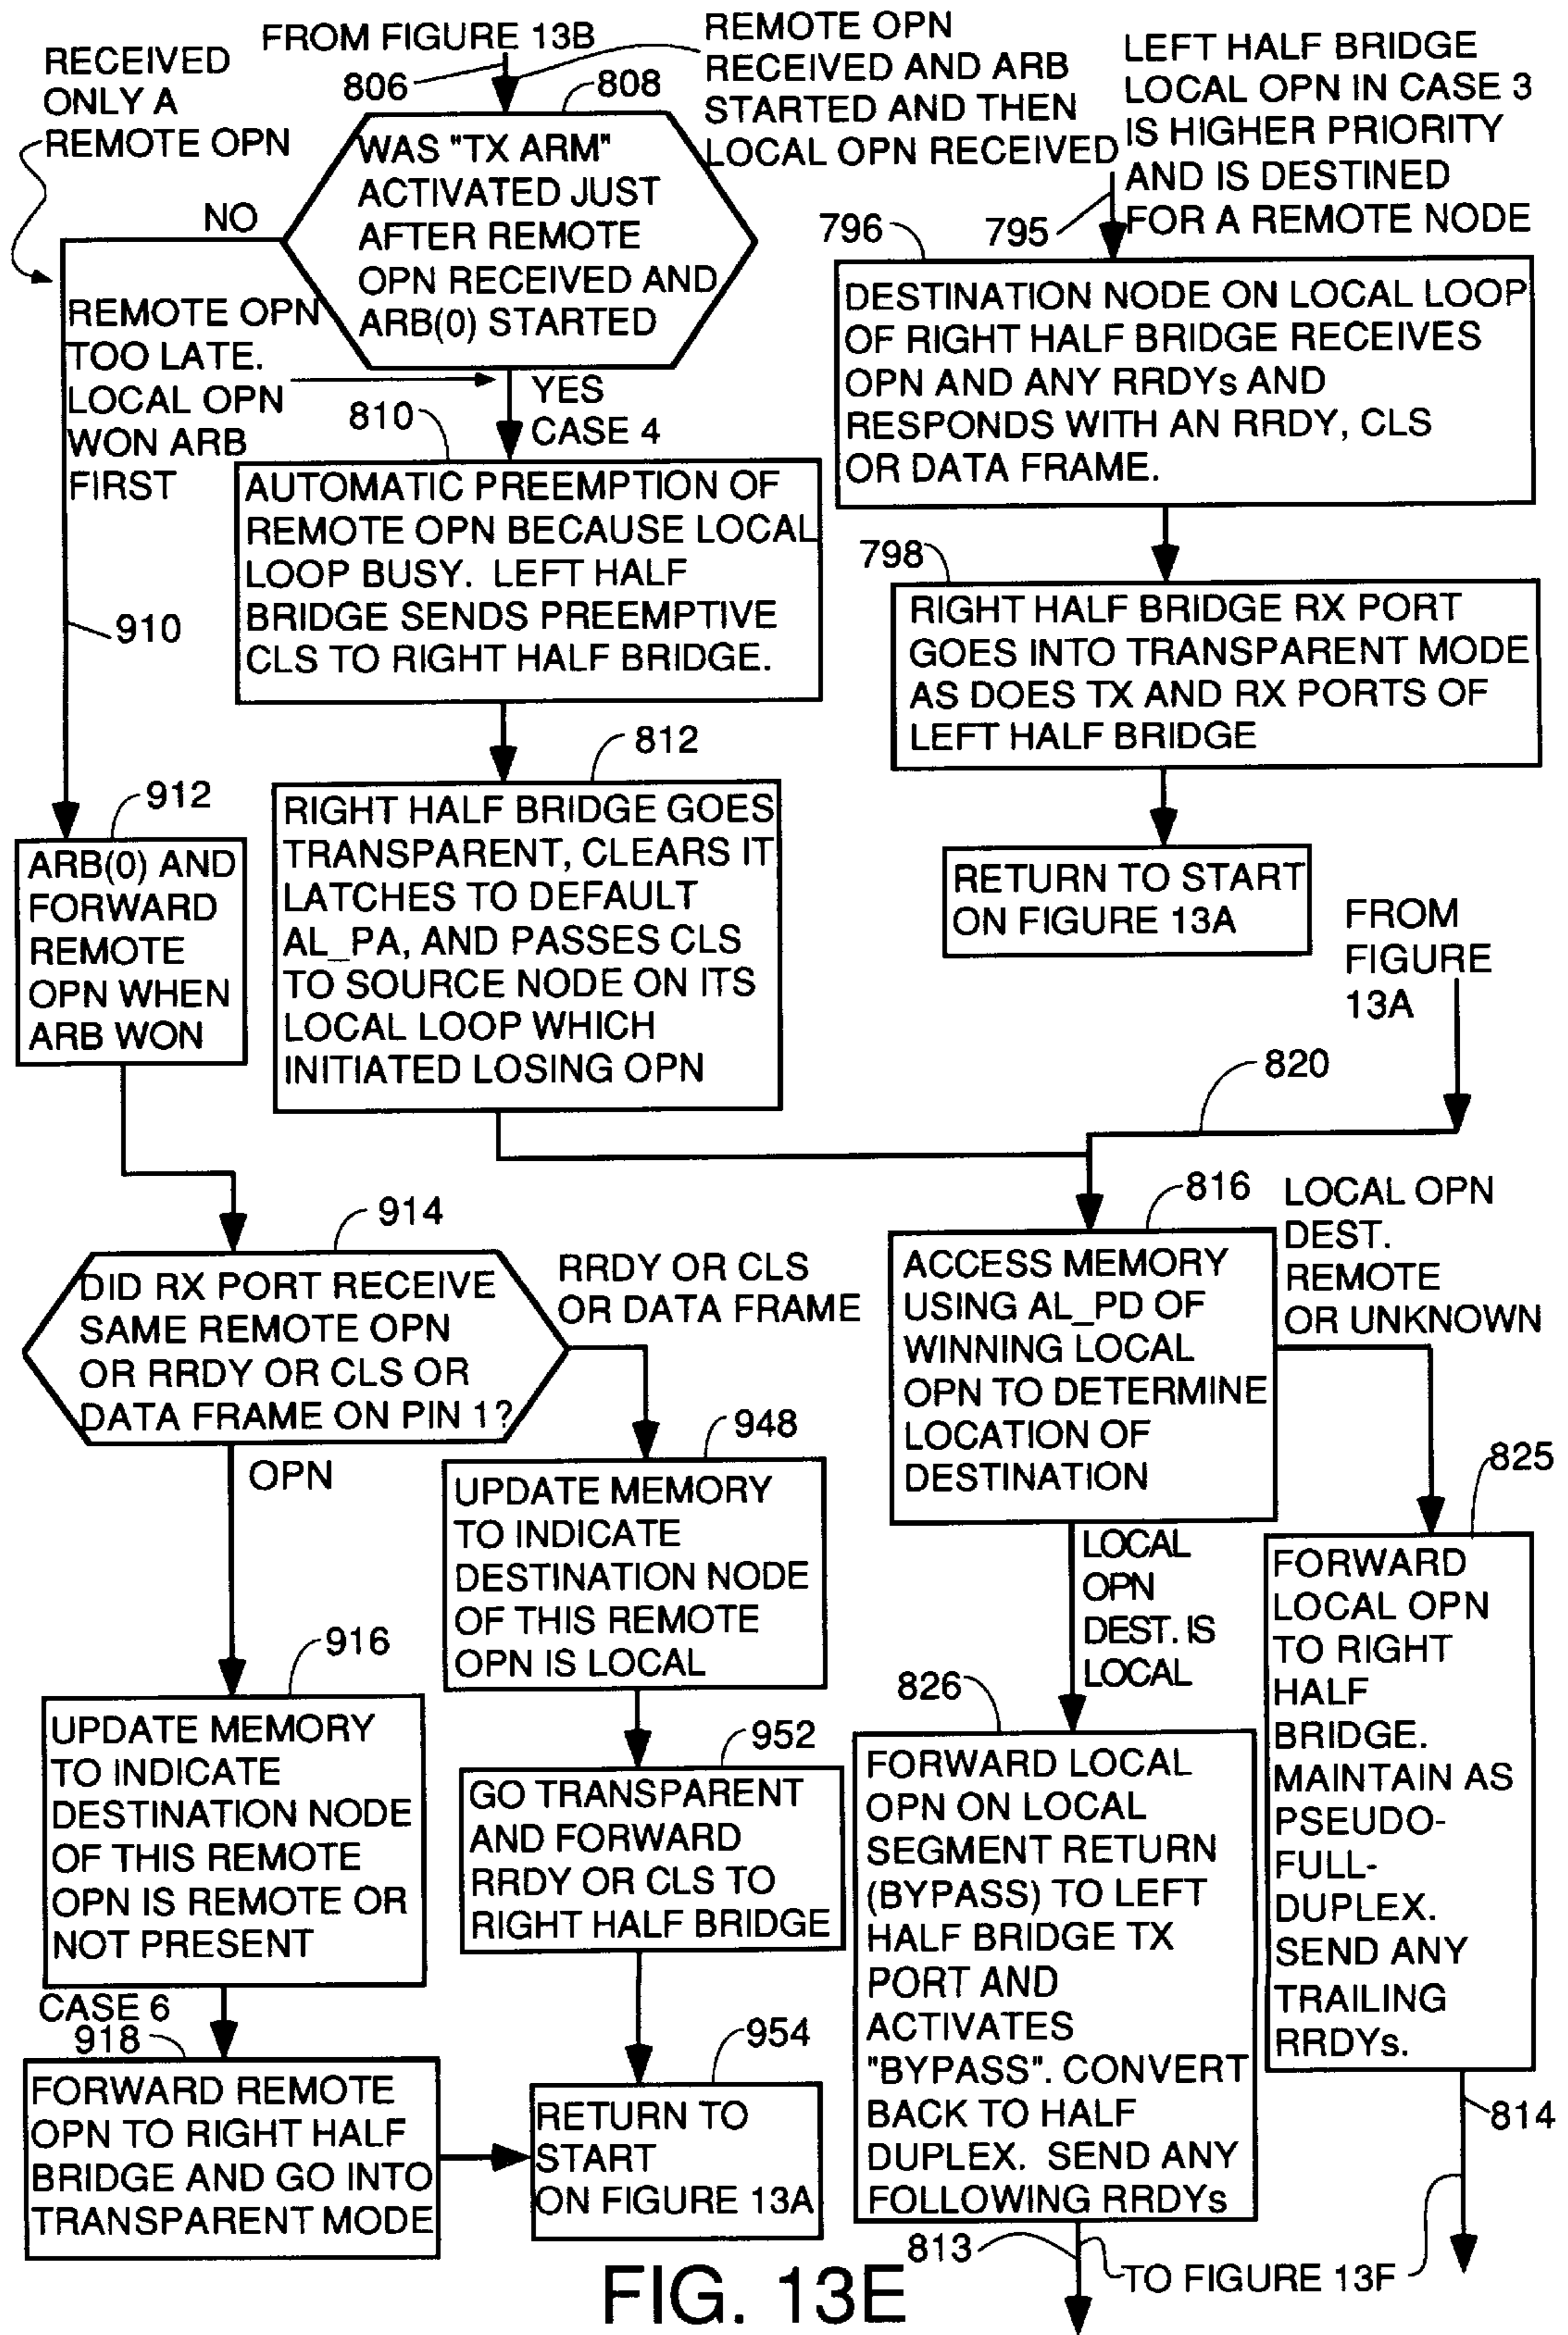 FROM FIGURE 13B
806
808
REMOTE OPN
RECEIVED AND ARB
STARTED AND THEN
LOCAL OPN RECEIVED
RECEIVED
ONLY A
REMOTE OPN
WAS "TX ARM"
ACTIVATED JUST
AFTER REMOTE
OPN RECEIVED AND
ARB(0) STARTED
NO
REMOTE OPN
TOO LATE.
LOCAL OPN
WON ARB
FIRST
YES
CASE 4
810
AUTOMATIC PREEMPTION OF
REMOTE OPN BECAUSE LOCAL
LOOP BUSY. LEFT HALF
BRIDGE SENDS PREEMPTIVE
CLS TO RIGHT HALF BRIDGE.
910
812
RIGHT HALF BRIDGE GOES
TRANSPARENT, CLEARS IT
LATCHES TO DEFAULT
AL_PA, AND PASSES CLS
TO SOURCE NODE ON ITS
LOCAL LOOP WHICH
INITIATED LOSING OPN
912
ARB(0) AND
FORWARD
REMOTE
OPN WHEN
ARB WON
LEFT HALF BRIDGE
LOCAL OPN IN CASE 3
IS HIGHER PRIORITY
AND IS DESTINED
FOR A REMOTE NODE
796
795
DESTINATION NODE ON LOCAL LOOP
OF RIGHT HALF BRIDGE RECEIVES
OPN AND ANY RRDYs AND
RESPONDS WITH AN RRDY, CLS
OR DATA FRAME.
798
RIGHT HALF BRIDGE RX PORT
GOES INTO TRANSPARENT MODE
AS DOES TX AND RX PORTS OF
LEFT HALF BRIDGE
RETURN TO START
ON FIGURE 13A
FROM
FIGURE
13A
820
914
DID RX PORT RECEIVE
SAME REMOTE OPN
OR RRDY OR CLS OR
DATA FRAME ON PIN 1?
RRDY OR CLS
OR DATA FRAME
OPN
948
UPDATE MEMORY
TO INDICATE
DESTINATION NODE
OF THIS REMOTE
OPN IS LOCAL
916
UPDATE MEMORY
TO INDICATE
DESTINATION NODE
OF THIS REMOTE
OPN IS REMOTE OR
NOT PRESENT
952
GO TRANSPARENT
AND FORWARD
RRDY OR CLS TO
RIGHT HALF BRIDGE
CASE 6
918
FORWARD REMOTE
OPN TO RIGHT HALF
BRIDGE AND GO INTO
TRANSPARENT MODE
954
RETURN TO
START
ON FIGURE 13A
816
ACCESS MEMORY
USING AL_PD OF
WINNING LOCAL
OPN TO DETERMINE
LOCATION OF
DESTINATION
LOCAL OPN
DEST.
REMOTE
OR UNKNOWN
LOCAL
OPN
DEST. IS
LOCAL
825
FORWARD
LOCAL OPN
TO RIGHT
HALF
BRIDGE.
MAINTAIN AS
PSEUDO-
FULL-
DUPLEX.
SEND ANY
TRAILING
RRDYs.
826
FORWARD LOCAL
OPN ON LOCAL
SEGMENT RETURN
(BYPASS) TO LEFT
HALF BRIDGE TX
PORT AND
ACTIVATES
"BYPASS". CONVERT
BACK TO HALF
DUPLEX. SEND ANY
FOLLOWING RRDYs
814
813
TO FIGURE 13F
FIG. 13E